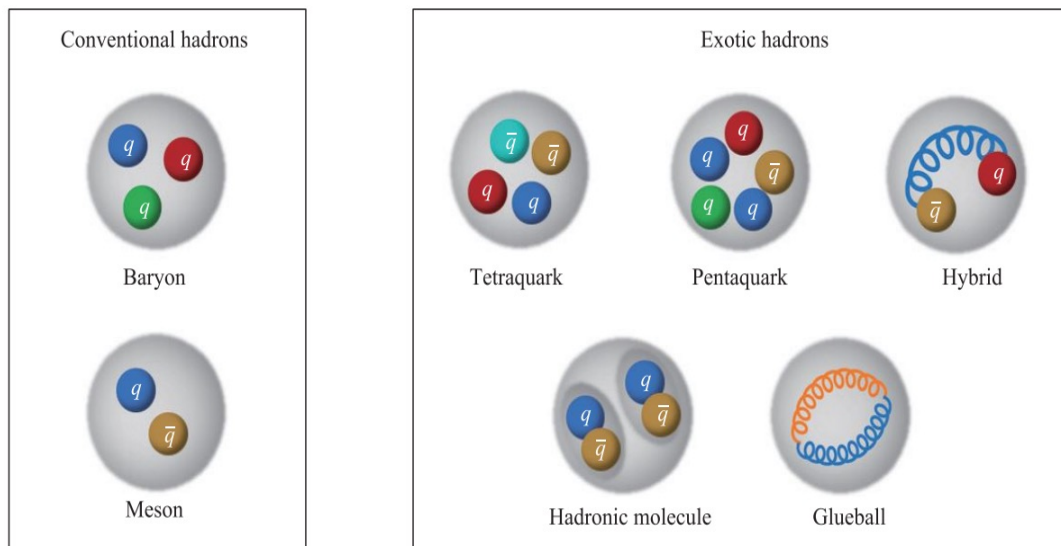 Conventional hadrons
q
q
q
Baryon
q
q̅
Meson
Exotic hadrons
q̅
q̅
q
q
Tetraquark
q
q
q̅
q
q
Pentaquark
q
q̅
Hybrid
q
q
q̅
q̅
Hadronic molecule
Glueball